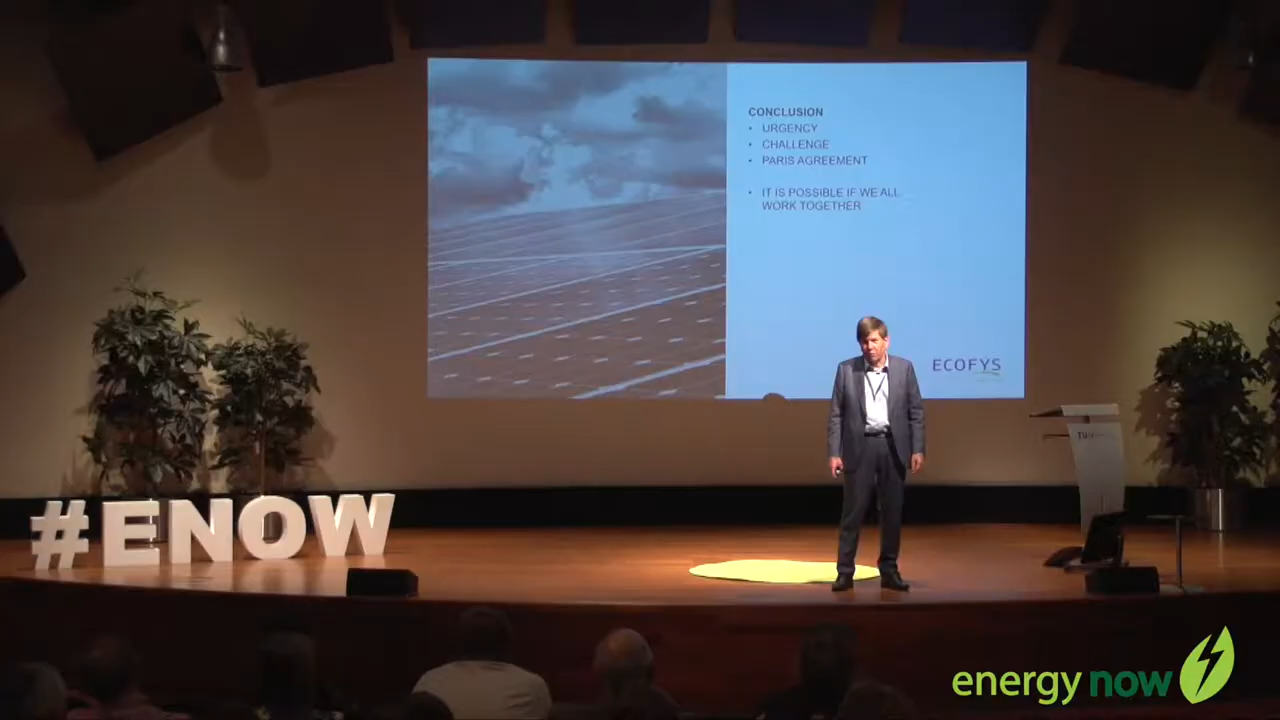 CONCLUSION
• URGENCY
• CHALLENGE
• PARIS AGREEMENT
• IT IS POSSIBLE IF WE ALL
WORK TOGETHER
ECOFYS
#ENOW
energy now